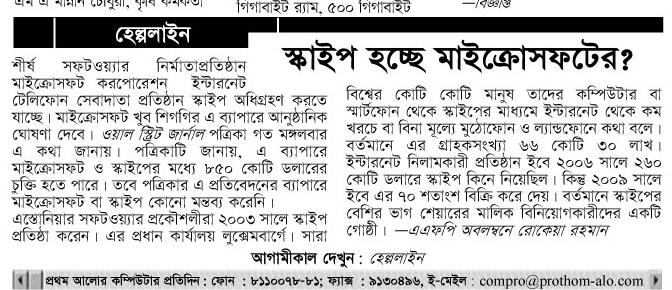 এম এ মান্নান চৌধুরী, কৃষি কর্মকর্তা
গিগাবাইট র‌্যাম, ৫০০ গিগাবাইট
—বিজ্ঞপ্তি
হেল্পলাইন
স্কাইপ হচ্ছে মাইক্রোসফটের?
শীর্ষ সফটওয়্যার নির্মাতাপ্রতিষ্ঠান
মাইক্রোসফট করপোরেশন ইন্টারনেট
টেলিফোন সেবাদাতা প্রতিষ্ঠান স্কাইপ অধিগ্রহণ করতে
যাচ্ছে। মাইক্রোসফট খুব শিগগির এ ব্যাপারে আনুষ্ঠানিক
ঘোষণা দেবে। ওয়াল স্ট্রিট জার্নাল পত্রিকা গত মঙ্গলবার
এ কথা জানায়। পত্রিকাটি জানায়, এ ব্যাপারে
মাইক্রোসফট ও স্কাইপের মধ্যে ৮৫০ কোটি ডলারের
চুক্তি হতে পারে। তবে পত্রিকার এ প্রতিবেদনের ব্যাপারে
মাইক্রোসফট বা স্কাইপ কোনো মন্তব্য করেনি।
এস্তোনিয়ার সফটওয়্যার প্রকৌশলীরা ২০০৩ সালে স্কাইপ
প্রতিষ্ঠা করেন। এর প্রধান কার্যালয় লুক্সেমবার্গে। সারা
বিশ্বের কোটি কোটি মানুষ তাদের কম্পিউটার বা
স্মার্টফোন থেকে স্কাইপের মাধ্যমে ইন্টারনেট থেকে কম
খরচে বা বিনা মূল্যে মুঠোফোন ও ল্যান্ডফোনে কথা বলে।
বর্তমানে এর গ্রাহকসংখ্যা ৬৬ কোটি ৩০ লাখ।
ইন্টারনেট নিলামকারী প্রতিষ্ঠান ইবে ২০০৬ সালে ২৬০
কোটি ডলারে স্কাইপ কিনে নিয়েছিল। কিন্তু ২০০৯ সালে
ইবে এর ৭০ শতাংশ বিক্রি করে দেয়। বর্তমানে স্কাইপের
বেশির ভাগ শেয়ারের মালিক বিনিয়োগকারীদের একটি
গোষ্ঠী। —এএফপি অবলম্বনে রোকেয়া রহমান
আগামীকাল দেখুন : হেল্পলাইন
প্রথম আলোর কম্পিউটার প্রতিদিন : ফোন : ৮১১০০৭৮-৮১; ফ্যাক্স : ৯১৩০৪৯৬, ই-মেইল : compro@prothom-alo.com